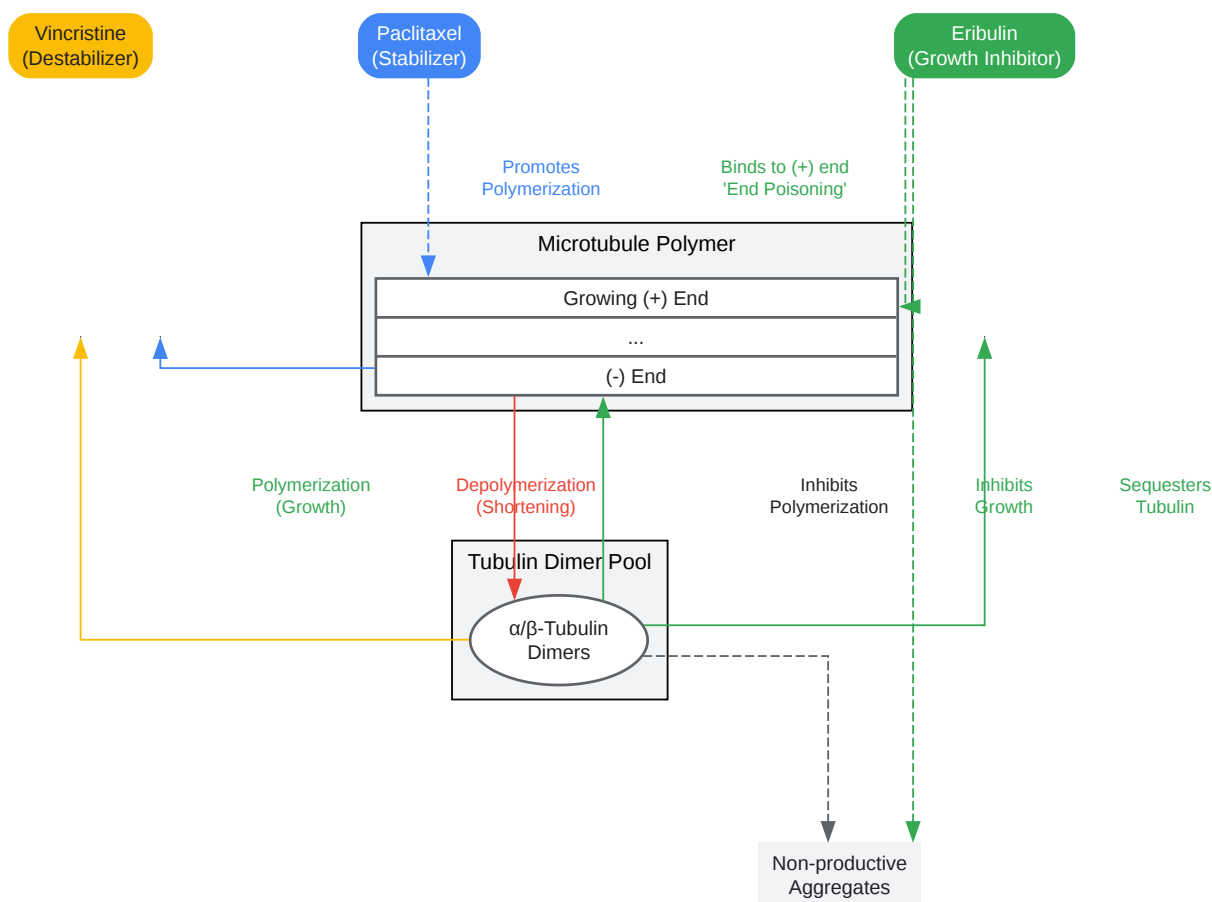 Vincristine
(Destabilizer)
Paclitaxel
(Stabilizer)
Eribulin
(Growth Inhibitor)
Promotes
Polymerization
Binds to (+) end
'End Poisoning'
Microtubule Polymer
Growing (+) End
...
(-) End
Polymerization
(Growth)
Depolymerization
(Shortening)
Inhibits
Polymerization
Inhibits
Growth
Sequesters
Tubulin
Tubulin Dimer Pool
α/β-Tubulin
Dimers
Non-productive
Aggregates